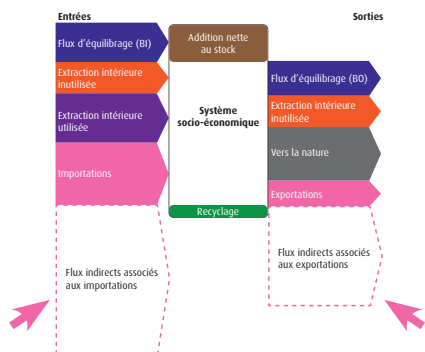 Entrées
Flux d'équilibrage (BI)
Extraction intérieure
inutilisée
Extraction intérieure
utilisée
Importations
Flux indirects associés
aux importations
Addition nette
au stock
Système
socio-économique
Recyclage
Sorties
Flux d'équilibrage (BO)
Extraction intérieure
inutilisée
Vers la nature
Exportations
Flux indirects associés
aux exportations